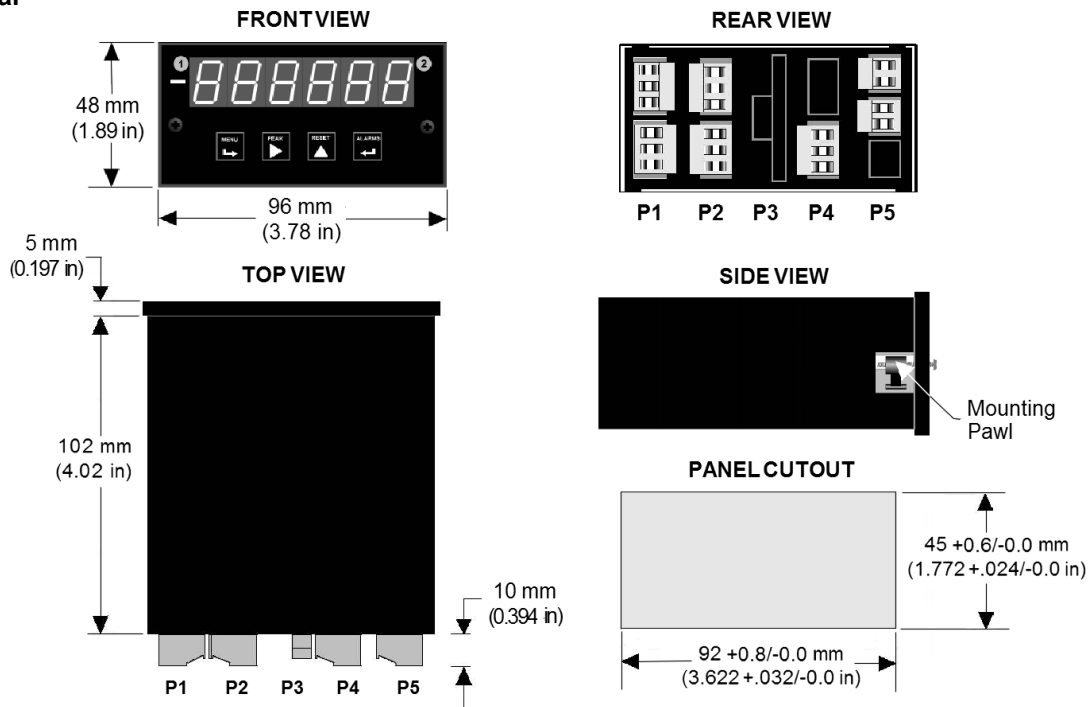 FRONT VIEW
1
888888
2
MENU
PEAK
RESET
ALARMS
48 mm
(1.89 in)
96 mm
(3.78 in)
REAR VIEW
P1 P2 P3 P4 P5
5 mm
(0.197 in)
TOP VIEW
102 mm
(4.02 in)
10 mm
(0.394 in)
P1 P2 P3 P4 P5
SIDE VIEW
Mounting
Pawl
PANEL CUTOUT
45 +0.6/-0.0 mm
(1.772 +.024/-0.0 in)
92 +0.8/-0.0 mm
(3.622 +.032/-0.0 in)